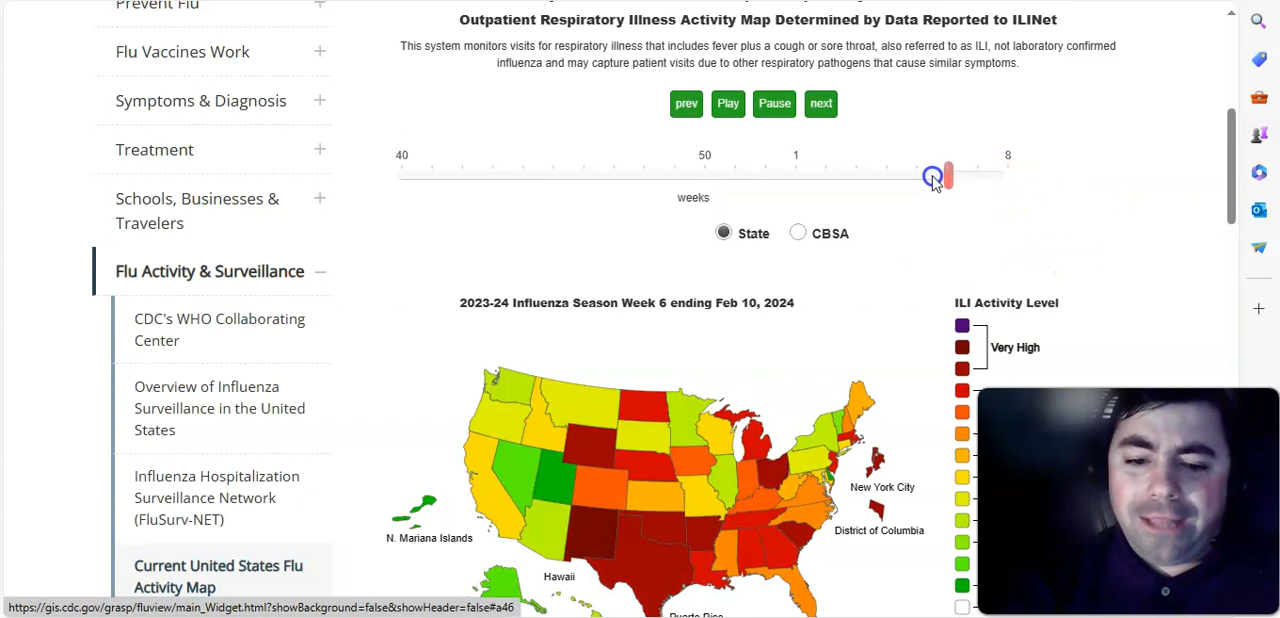 Prevent Flu
Flu Vaccines Work
Symptoms & Diagnosis
Treatment
Schools, Businesses &
Travelers
Flu Activity & Surveillance
CDC's WHO Collaborating
Center
Overview of Influenza
Surveillance in the United
States
Influenza Hospitalization
Surveillance Network
(FluSurv-NET)
Current United States Flu
Activity Map
https://gis.cdc.gov/grasp/fluview/main_Widget.html?showBackground=false&showHeader=false#a46
Outpatient Respiratory Illness Activity Map Determined by Data Reported to ILINet
This system monitors visits for respiratory illness that includes fever plus a cough or sore throat, also referred to as ILI, not laboratory confirmed
influenza and may capture patient visits due to other respiratory pathogens that cause similar symptoms.
prev Play Pause next
40 50 1 8
weeks
State CBSA
2023-24 Influenza Season Week 6 ending Feb 10, 2024
ILI Activity Level
Very High
New York City
District of Columbia
N. Mariana Islands
Hawaii
Puerto Rico